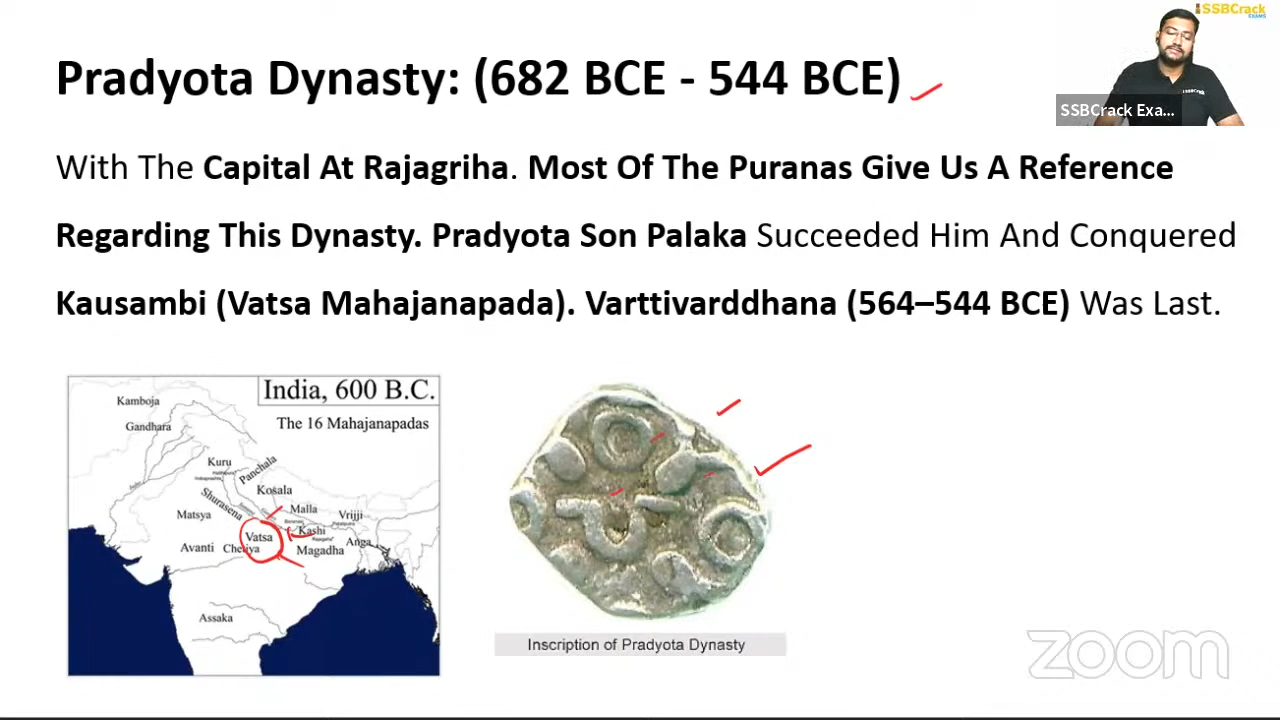 SSBCrack
EXAMS
Pradyota Dynasty: (682 BCE - 544 BCE)
SSBCrack Exa...
With The Capital At Rajagriha. Most Of The Puranas Give Us A Reference
Regarding This Dynasty. Pradyota Son Palaka Succeeded Him And Conquered
Kausambi (Vatsa Mahajanapada). Varttivarddhana (564–544 BCE) Was Last.
India, 600 B.C.
The 16 Mahajanapadas
Kamboja
Gandhara
Kuru
Panchala
Kosala
Shurasena
Malla
Matsya
Vrijji
Vatsa
Kashi
Avanti
Chetiya
Magadha
Anga
Assaka
Inscription of Pradyota Dynasty
zoom